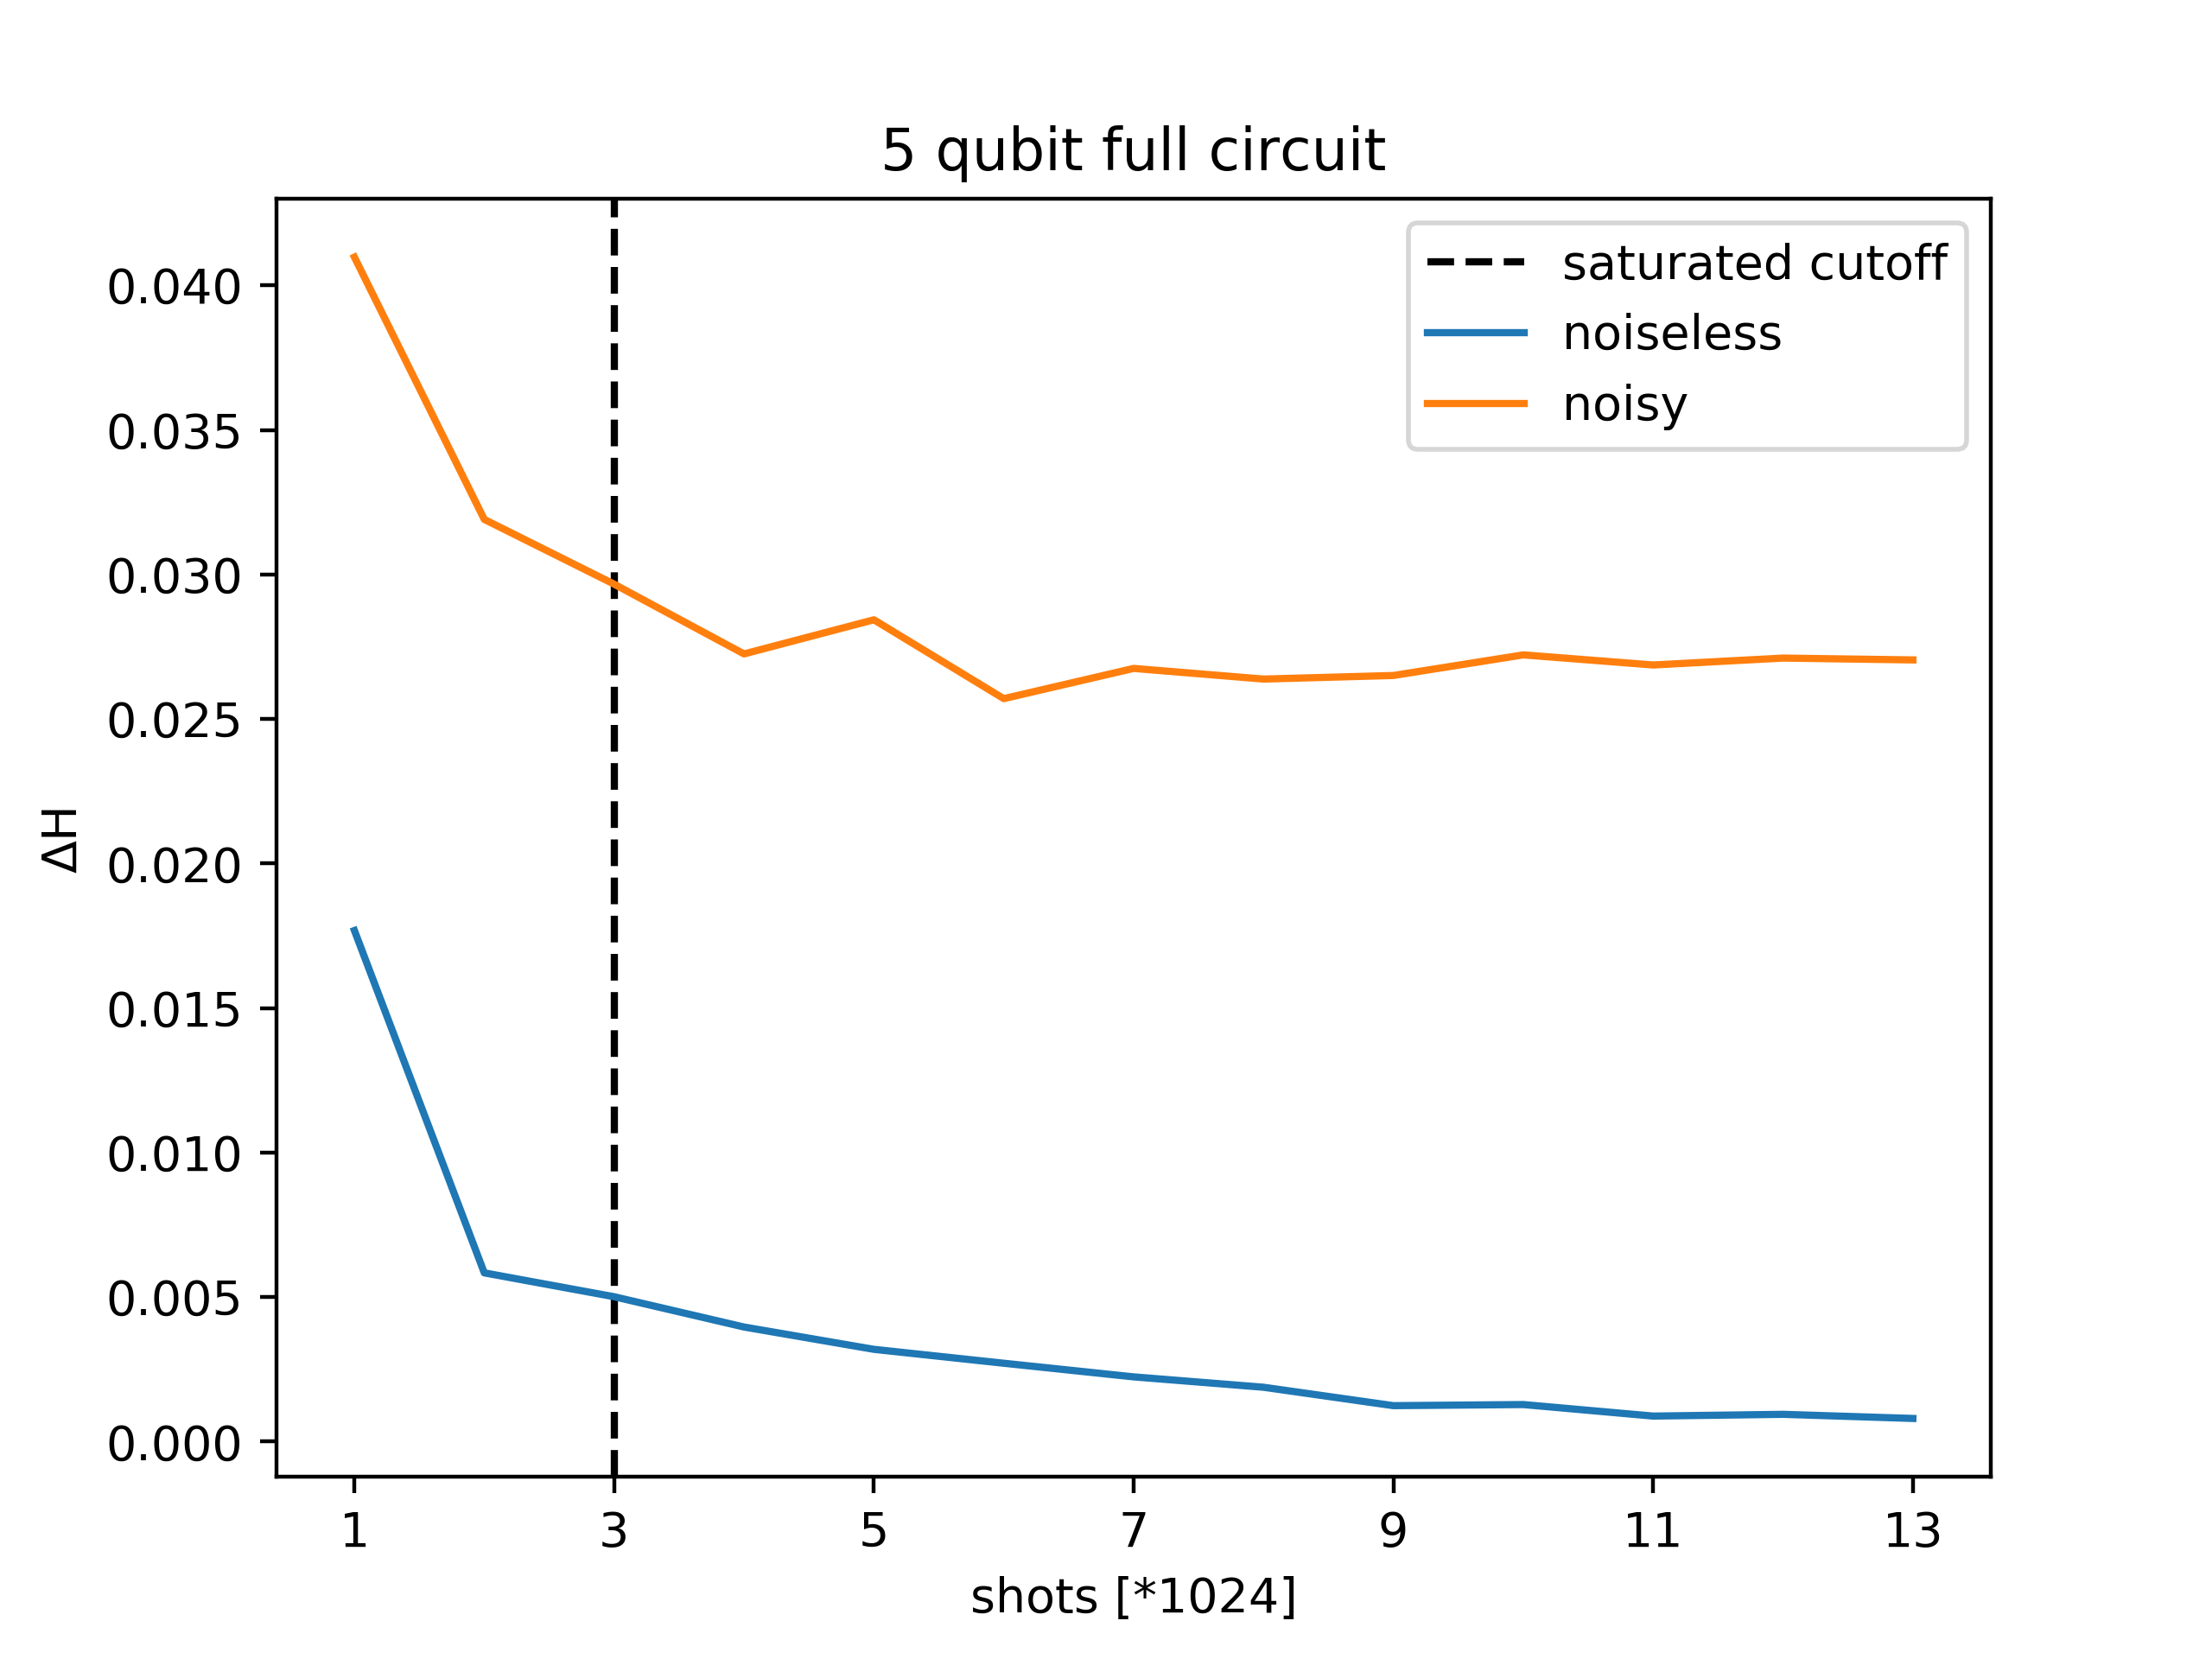 5 qubit full circuit
saturated cutoff
noiseless
noisy
0.040
0.035
0.030
0.025
0.020
0.015
0.010
0.005
0.000
ΔH
1 3 5 7 9 11 13
shots [*1024]